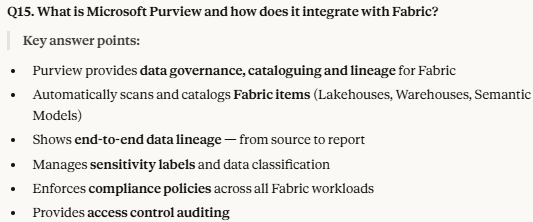 Q15. What is Microsoft Purview and how does it integrate with Fabric?
Key answer points:
• Purview provides data governance, cataloguing and lineage for Fabric
• Automatically scans and catalogs Fabric items (Lakehouses, Warehouses, Semantic
Models)
• Shows end-to-end data lineage — from source to report
• Manages sensitivity labels and data classification
• Enforces compliance policies across all Fabric workloads
• Provides access control auditing